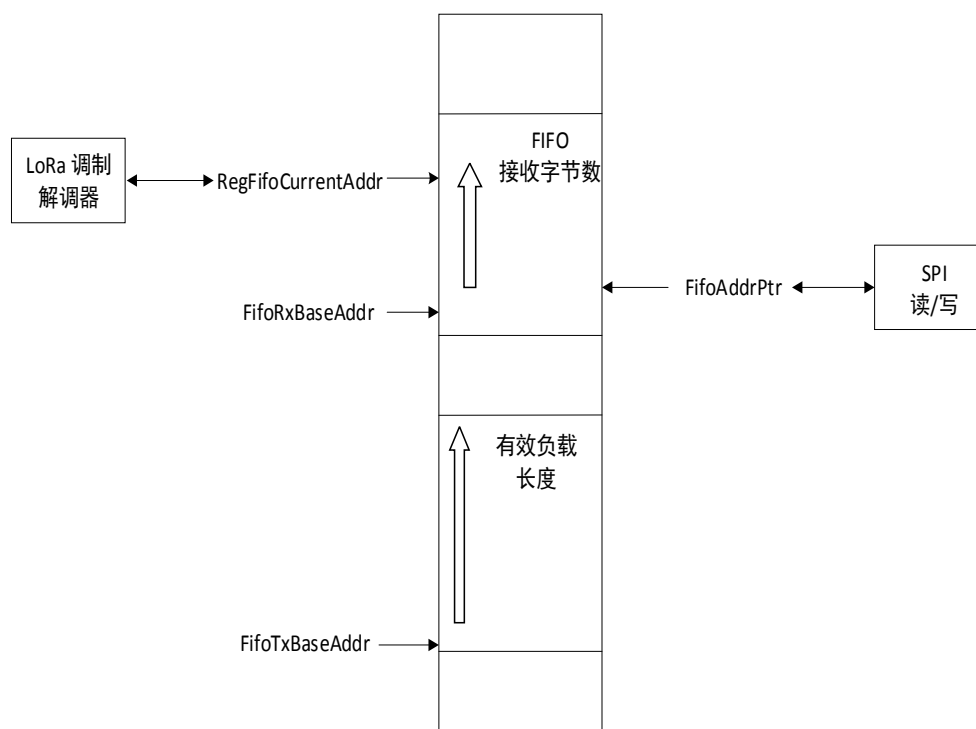 FIFO
接收字节数
LoRa 调制
解调器
RegFifoCurrentAddr
FifoRxBaseAddr
FifoAddrPtr
SPI
读/写
有效负载
长度
FifoTxBaseAddr